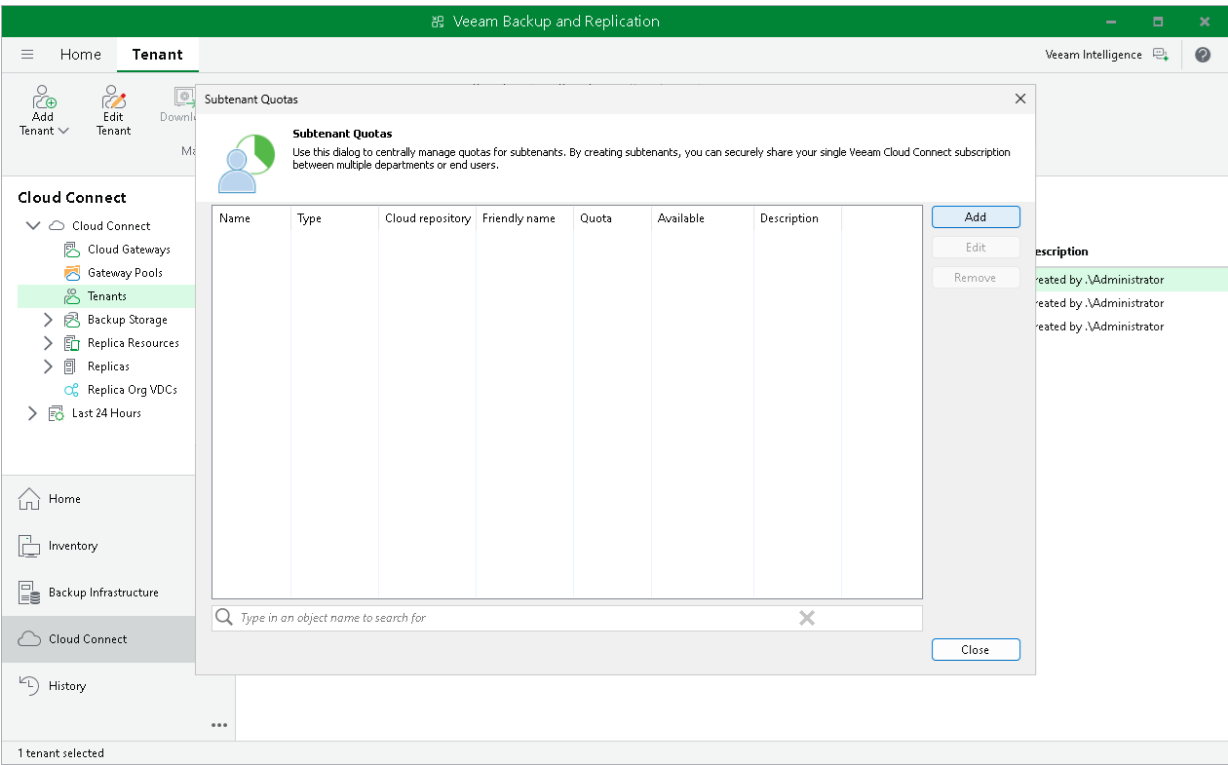 Veeam Backup and Replication
Home
Tenant
Veeam Intelligence
Add
Tenant
Edit
Tenant
Subtenant Quotas
Subtenant Quotas
Use this dialog to centrally manage quotas for subtenants. By creating subtenants, you can securely share your single Veeam Cloud Connect subscription
between multiple departments or end users.
Cloud Connect
Cloud Connect
Cloud Gateways
Gateway Pools
Tenants
Backup Storage
Replica Resources
Replicas
Replica Org VDCs
Last 24 Hours
Name Type Cloud repository Friendly name Quota Available Description
Add
Edit
Remove
escription
reated by .\Administrator
reated by .\Administrator
reated by .\Administrator
Type in an object name to search for
Close
Home
Inventory
Backup Infrastructure
Cloud Connect
History
1 tenant selected